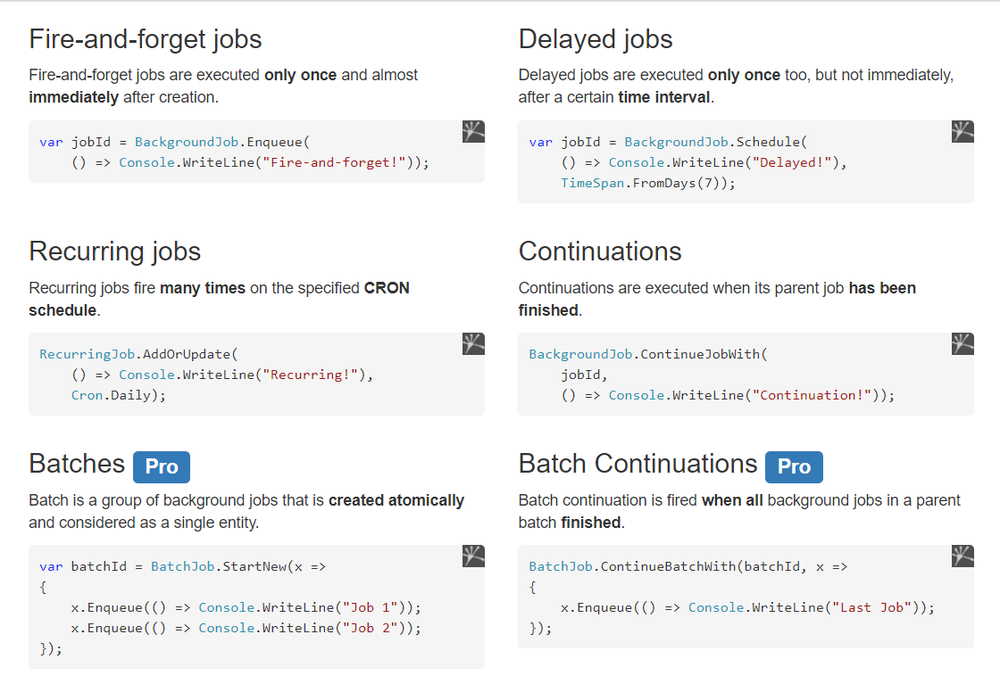 Fire-and-forget jobs
Fire-and-forget jobs are executed only once and almost
immediately after creation.
var jobId = BackgroundJob.Enqueue(
    () => Console.WriteLine("Fire-and-forget!"));
Delayed jobs
Delayed jobs are executed only once too, but not immediately,
after a certain time interval.
var jobId = BackgroundJob.Schedule(
    () => Console.WriteLine("Delayed!"),
    TimeSpan.FromDays(7));
Recurring jobs
Recurring jobs fire many times on the specified CRON
schedule.
RecurringJob.AddOrUpdate(
    () => Console.WriteLine("Recurring!"),
    Cron.Daily);
Continuations
Continuations are executed when its parent job has been
finished.
BackgroundJob.ContinueJobWith(
    jobId,
    () => Console.WriteLine("Continuation!"));
Batches Pro
Batch is a group of background jobs that is created atomically
and considered as a single entity.
var batchId = BatchJob.StartNew(x =>
{
    x.Enqueue(() => Console.WriteLine("Job 1"));
    x.Enqueue(() => Console.WriteLine("Job 2"));
});
Batch Continuations Pro
Batch continuation is fired when all background jobs in a parent
batch finished.
BatchJob.ContinueBatchWith(batchId, x =>
{
    x.Enqueue(() => Console.WriteLine("Last Job"));
});